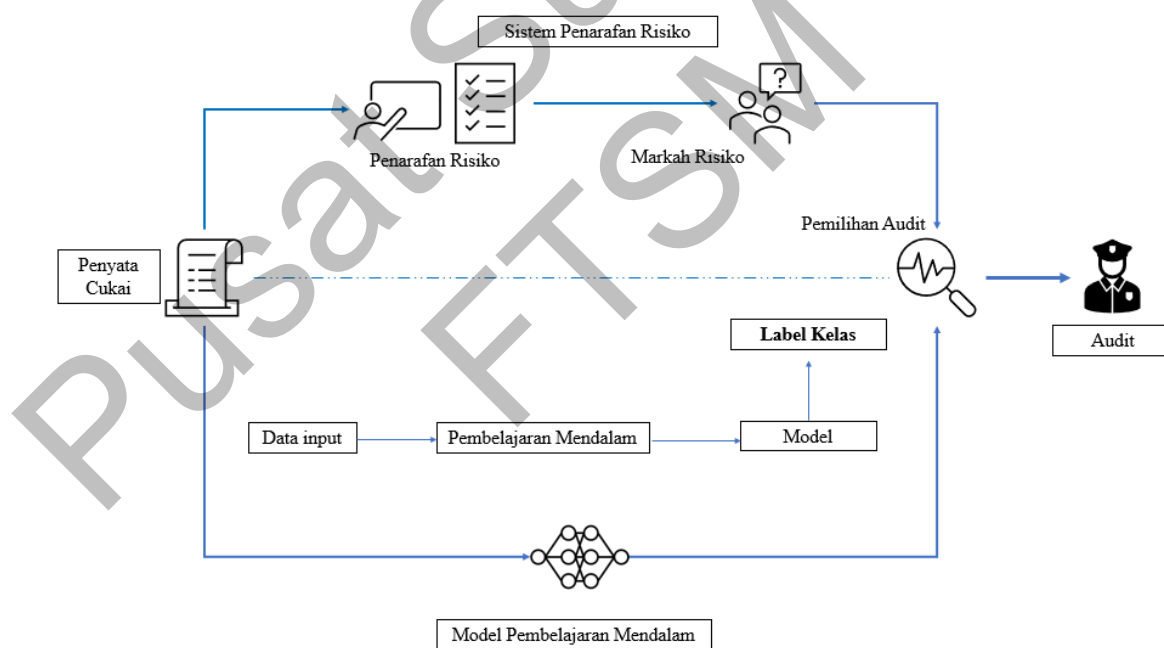 Sistem Penarafan Risiko
Penarafan Risiko
Markah Risiko
Pemilihan Audit
Penyata
Cukai
Audit
Label Kelas
Data input
Pembelajaran Mendalam
Model
Model Pembelajaran Mendalam
Pusat
FTSM